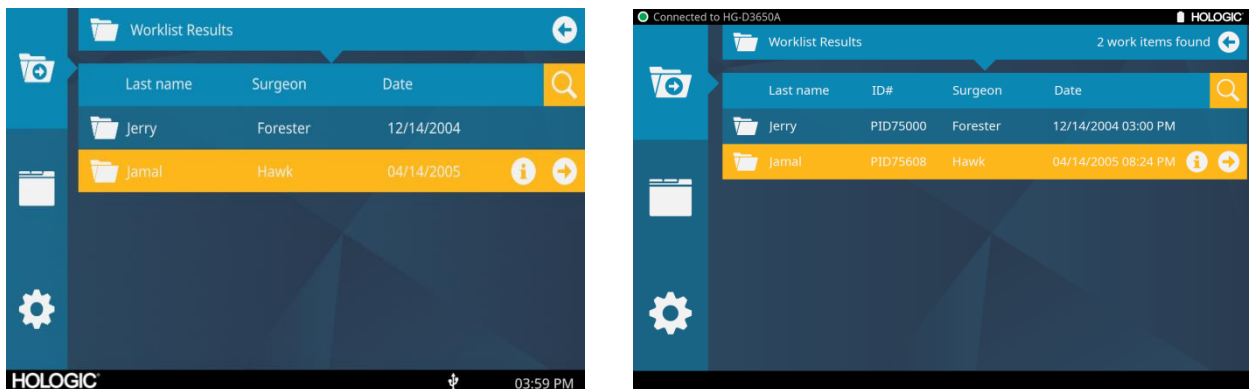 Worklist Results
Last name Surgeon Date
Jerry Forester 12/14/2004
Jamal Hawk 04/14/2005 i
HOLOGIC 03:59 PM
Connected to HG-D3650A HOLOGIC
Worklist Results 2 work items found
Last name ID# Surgeon Date
Jerry PID75000 Forester 12/14/2004 03:00 PM
Jamal PID75608 Hawk 04/14/2005 08:24 PM i